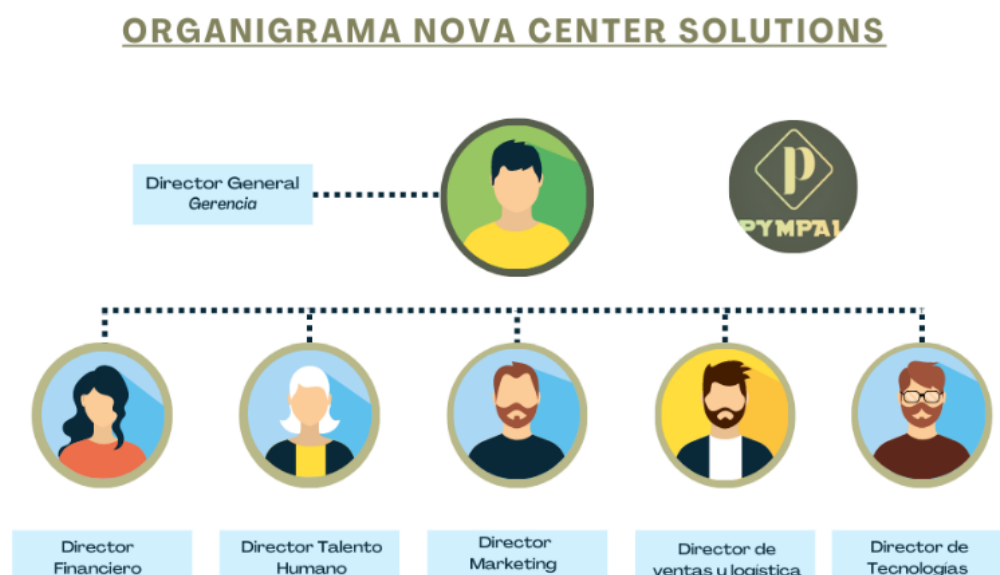 ORGANIGRAMA NOVA CENTER SOLUTIONS
Director General
Gerencia
P
PYMPAL
Director
Financiero
Director Talento
Humano
Director
Marketing
Director de
ventas y logística
Director de
Tecnologías